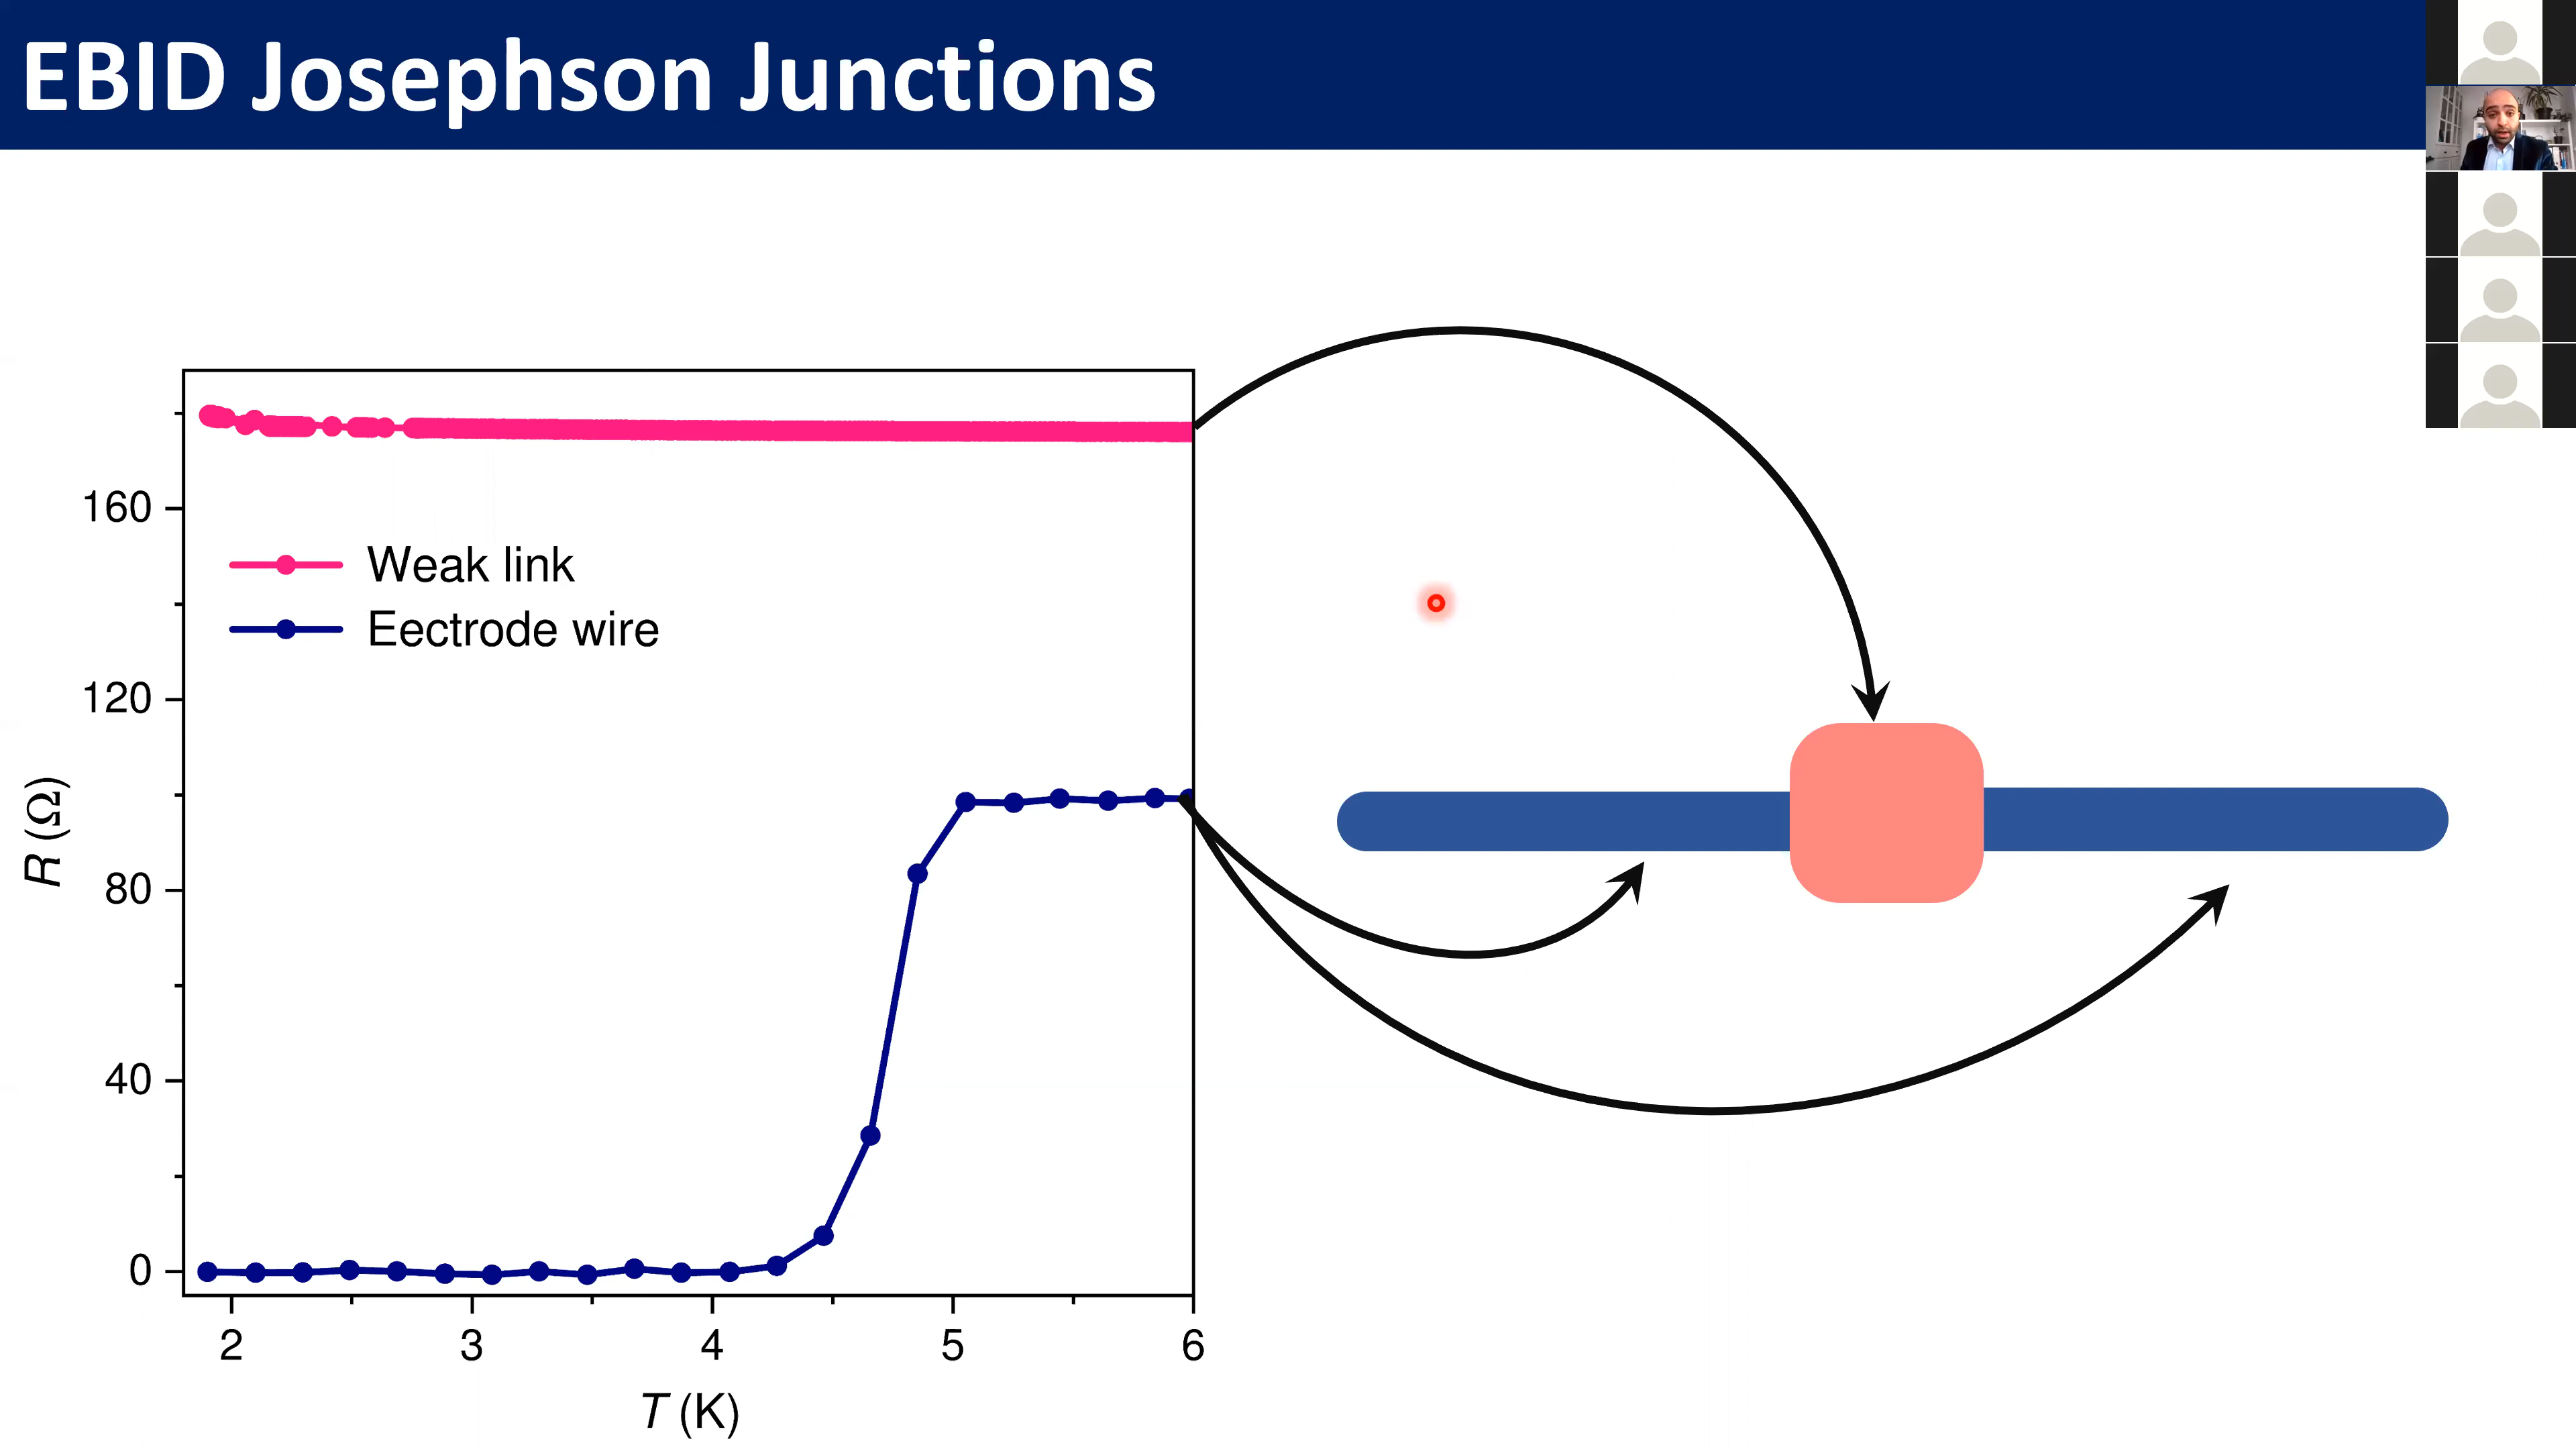 EBID Josephson Junctions
160
120
80
40
0
R (Ω)
Weak link
Eectrode wire
2 3 4 5 6
T (K)